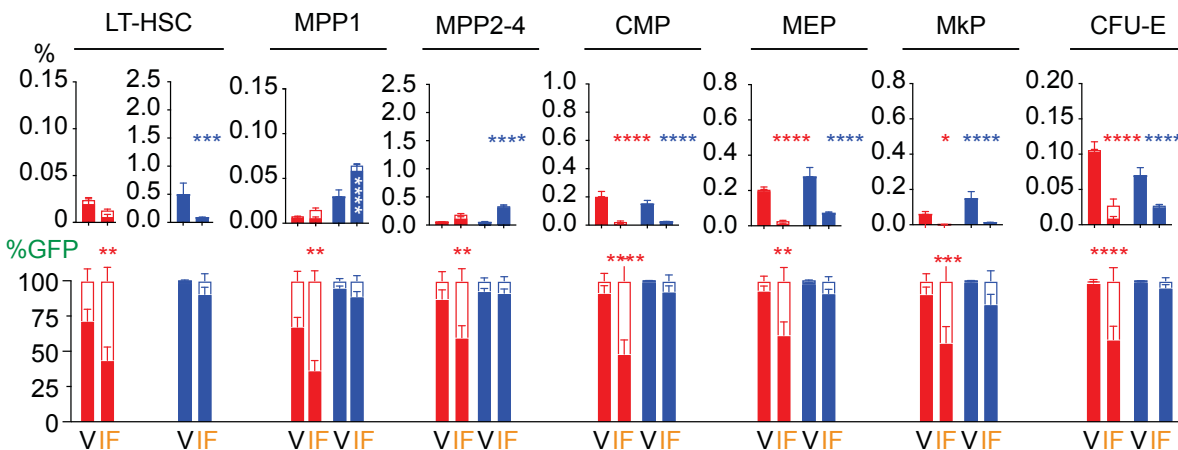 LT-HSC MPP1 MPP2-4 CMP MEP MkP CFU-E
%
0.15 2.5 0.15 2.5 1.0 0.8 0.8 0.20
0.10 2.0 0.10 2.0 0.8 0.6 0.6 0.15
*** **** **** **** **** **** * **** **** ****
1.5 1.5 0.6 0.4 0.4 0.10
0.05 1.0 0.05 1.0 0.4 0.2 0.2 0.05
0.5 **** 0.5 0.2
0 0.0 0.00 0.0 0.0 0.0 0.0 0.00
%GFP
** ** ** **** ** *** ****
100
75
50
25
0
V IF V IF V IF V IF V IF V IF V IF V IF V IF V IF V IF V IF V IF V IF